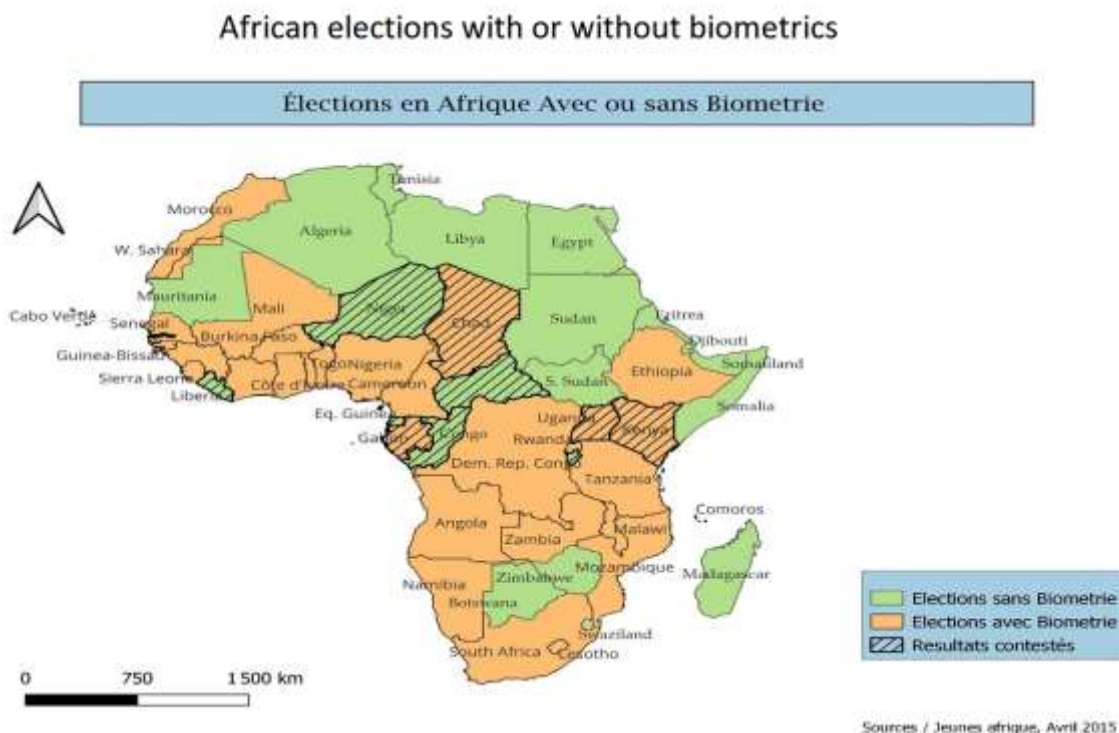 African elections with or without biometrics
Élections en Afrique Avec ou sans Biometrie
Tunisia
Morocco
Algeria
Libya
Egypt
W. Sahara
Mauritania
Mali
Niger
Chad
Sudan
Eritrea
Cabo Verde
Senegal
Burkina Faso
Djibouti
Guinea-Bissau
Togo
Nigeria
Ethiopia
Somaliland
Sierra Leone
Côte d'Ivoire
Cameroon
S. Sudan
Liberia
Somalia
Eq. Guinea
Uganda
Kenya
Gabon
Congo
Rwanda
Dem. Rep. Congo
Tanzania
Comoros
Angola
Malawi
Zambia
Mozambique
Madagascar
Namibia
Zimbabwe
Botswana
Swaziland
South Africa
Lesotho
Elections sans Biometrie
Elections avec Biometrie
Resultats contestés
0 750 1 500 km
Sources / Jeunes afrique, Avril 2015